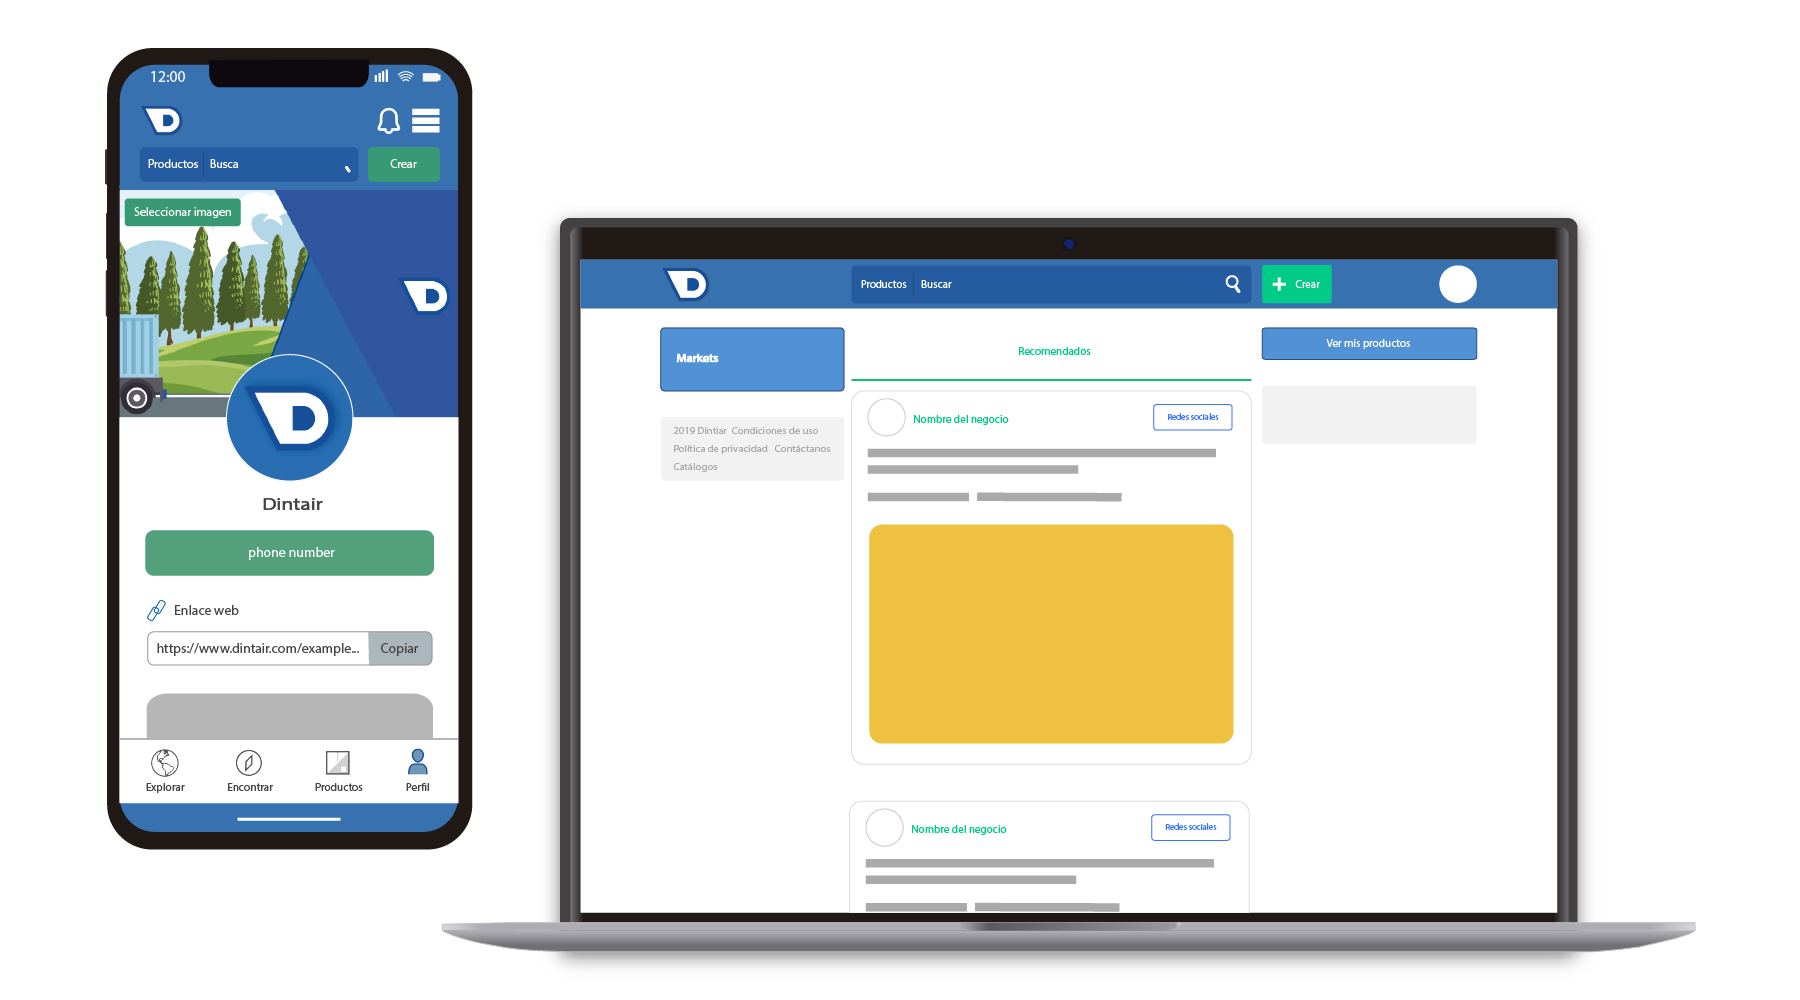 12:00
D
Productos Busca
Crear
Seleccionar imagen
D
D
Dintair
phone number
Enlace web
https://www.dintair.com/example...
Copiar
Explorar
Encontrar
Productos
Perfil
D
Productos Buscar
+ Crear
Markets
Recomendados
Ver mis productos
2019 Dintiar Condiciones de uso
Política de privacidad Contáctanos
Catálogos
Nombre del negocio
Redes sociales
Nombre del negocio
Redes sociales